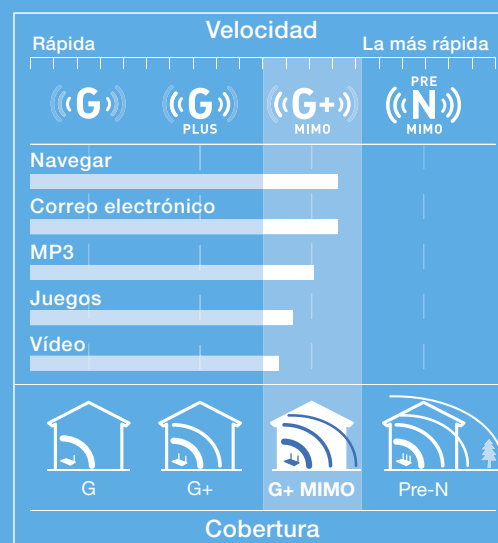 Velocidad
Rápida La más rápida
G
G PLUS
G+ MIMO
PRE N MIMO
Navegar
Correo electrónico
MP3
Juegos
Vídeo
G G+ G+ MIMO Pre-N
Cobertura